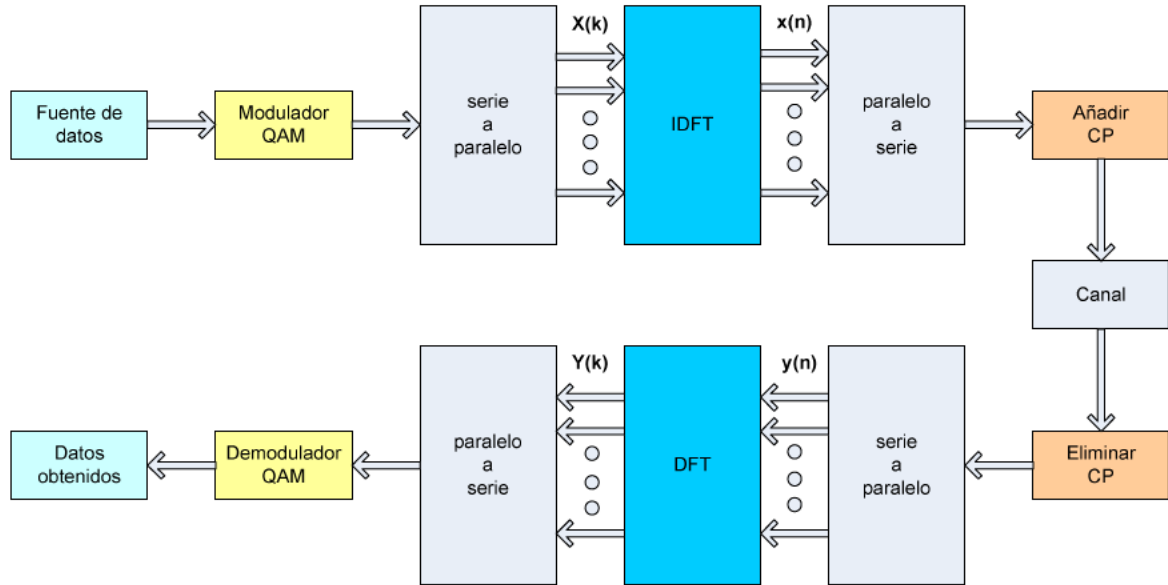 X(k)
x(n)
Fuente de
datos
Modulador
QAM
serie
a
paralelo
IDFT
paralelo
a
serie
Añadir
CP
Canal
Y(k)
y(n)
Datos
obtenidos
Demodulador
QAM
paralelo
a
serie
DFT
serie
a
paralelo
Eliminar
CP